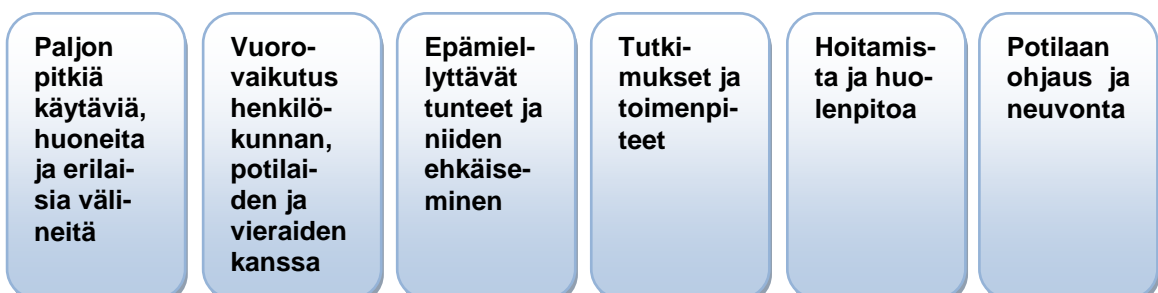 Paljon
pitkiä
käytäviä,
huoneita
ja erilai-
sia väli-
neitä
Vuoro-
vaikutus
henkilö-
kunnan,
potilai-
den ja
vieraiden
kanssa
Epämiel-
lyttävät
tunteet ja
niiden
ehkäise-
minen
Tutki-
mukset ja
toimenpi-
teet
Hoitamis-
ta ja huo-
lenpitoa
Potilaan
ohjaus ja
neuvonta